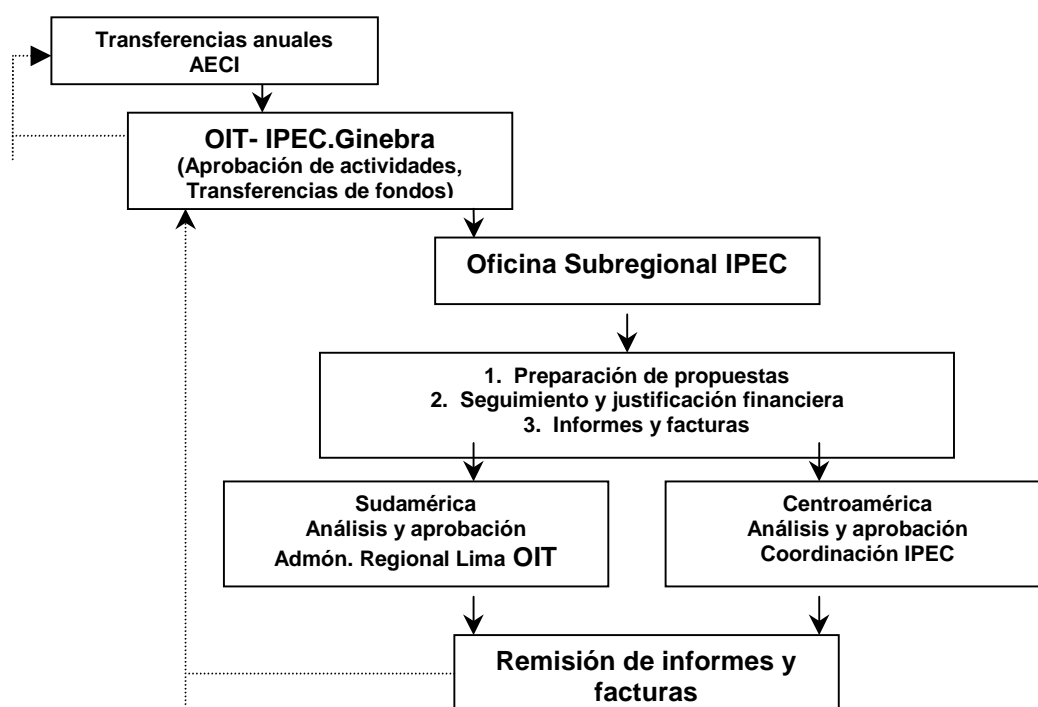 Transferencias anuales
AECI
OIT- IPEC.Ginebra
(Aprobación de actividades,
Transferencias de fondos)
Oficina Subregional IPEC
1. Preparación de propuestas
2. Seguimiento y justificación financiera
3. Informes y facturas
Sudamérica
Análisis y aprobación
Admón. Regional Lima OIT
Centroamérica
Análisis y aprobación
Coordinación IPEC
Remisión de informes y
facturas